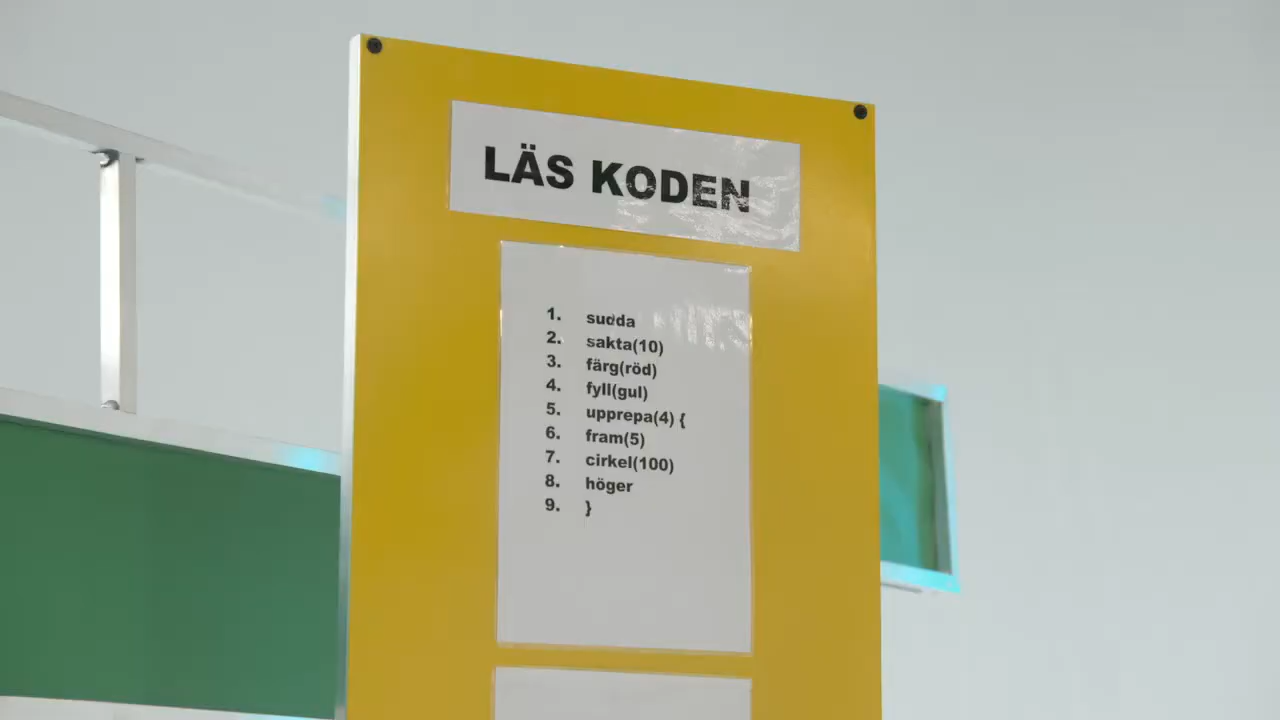 LÄS KODEN
1. sudda
2. sakta(10)
3. färg(röd)
4. fyll(gul)
5. upprepa(4) {
6. fram(5)
7. cirkel(100)
8. höger
9. }